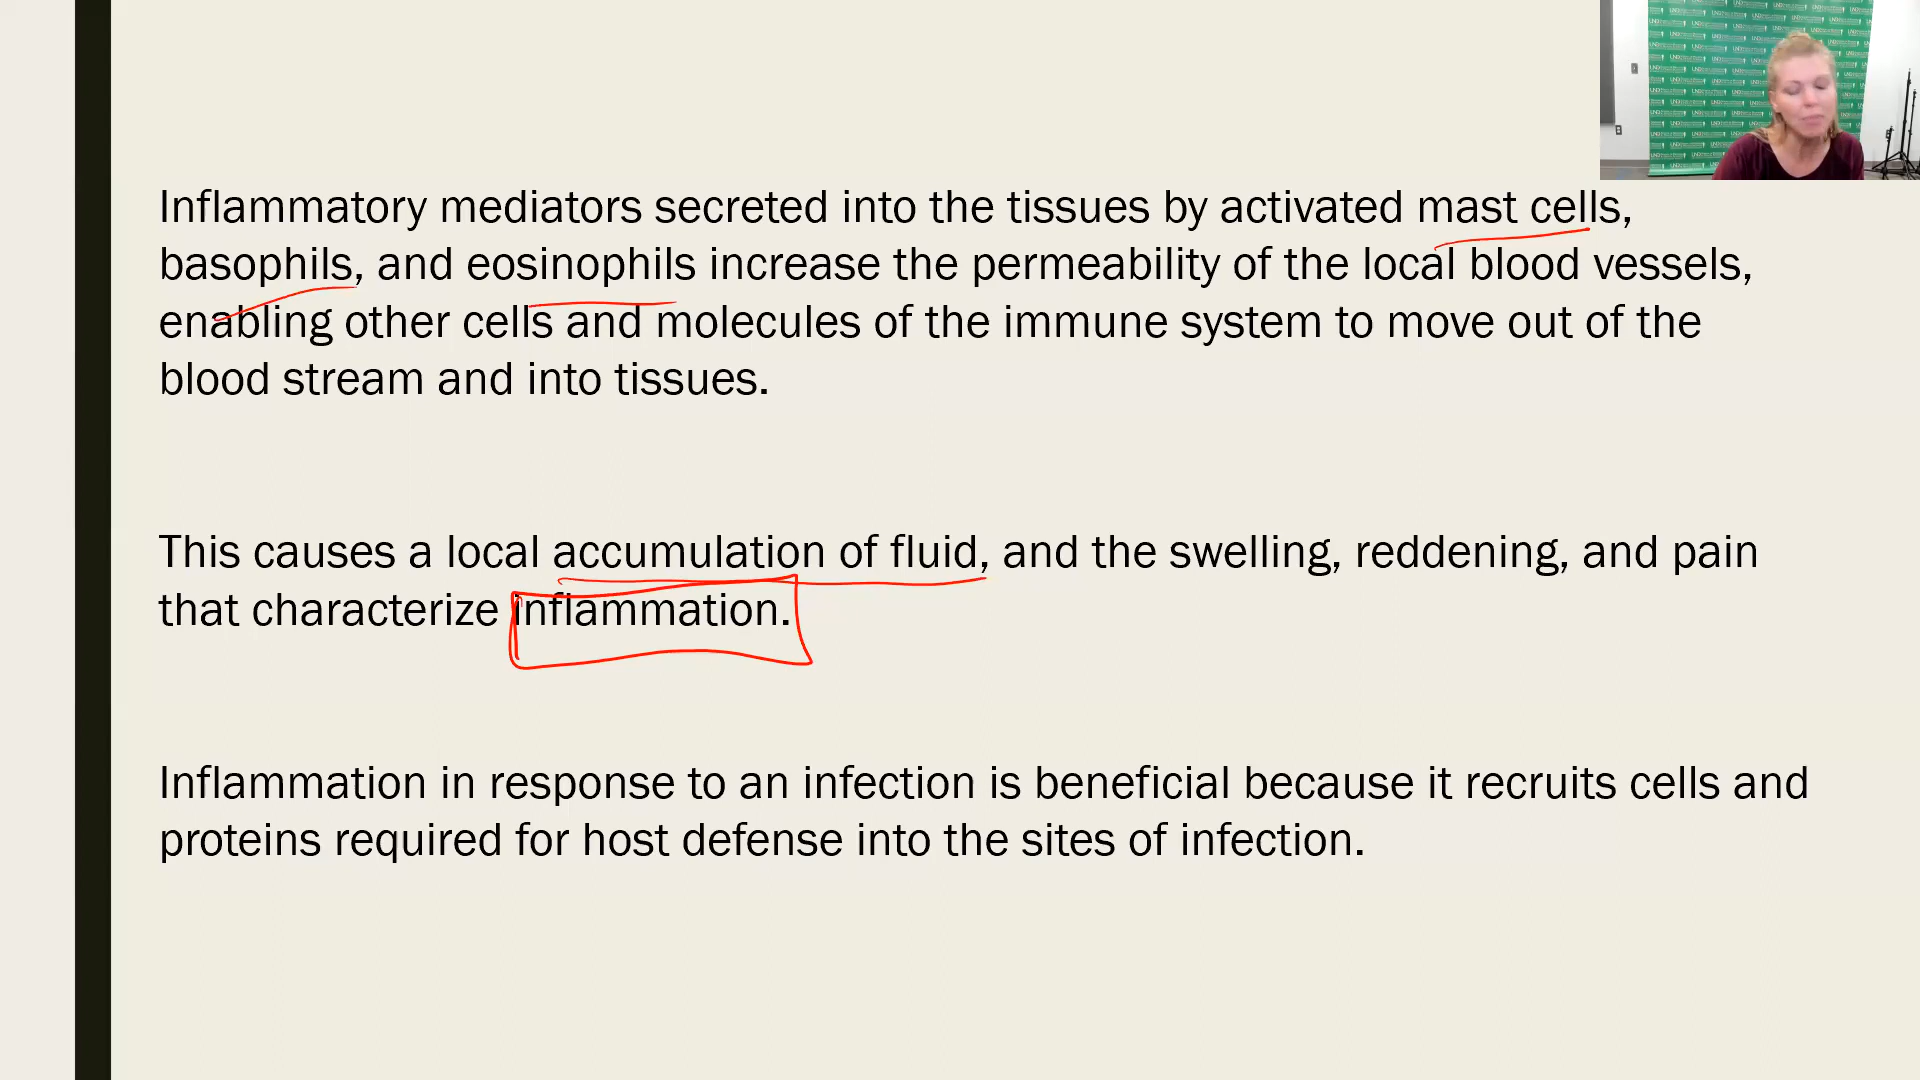 Inflammatory mediators secreted into the tissues by activated mast cells,
basophils, and eosinophils increase the permeability of the local blood vessels,
enabling other cells and molecules of the immune system to move out of the
blood stream and into tissues.
This causes a local accumulation of fluid, and the swelling, reddening, and pain
that characterize inflammation.
Inflammation in response to an infection is beneficial because it recruits cells and
proteins required for host defense into the sites of infection.